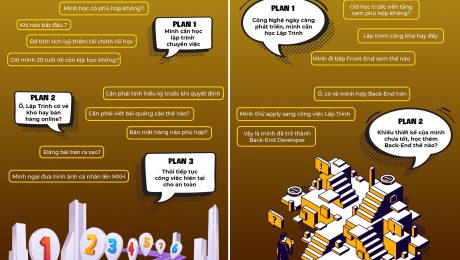 Mình học có phù hợp không?
Khi nào bắt đầu ?
Để tính tích luỹ thêm tài chính rồi học
Giờ mình 29 tuổi rồi còn kịp học không?
PLAN 1
Mình cần học
lập trình
chuyển việc
Cần phải tính hiểu kỹ trước khi quyết định
Cần phải viết bài quảng cáo thế nào?
Bán mặt hàng nào phù hợp?
PLAN 2
Ồ, Lập Trình có vẻ
khó hay bán
hàng online?
Đăng bài bán ra sao?
Mình ngại đưa hình ảnh cá nhân lên MXH
PLAN 3
Thôi tiếp tục
công việc hiện tại
cho an toàn
1 2 3 4 5 6 7 8
PLAN 1
Công Nghệ ngày càng
phát triển, mình cần
học Lập Trình
Giờ học trước nền tảng
xem phù hợp không?
Lập trình cũng khá hay đấy
Mình đi tiếp Front-End xem thế nào
Ồ, có vẻ mình hợp Back-End hơn
Mình thử apply sang công việc Lập Trình
Vậy là mình đã trở thành
Back-End Developer
PLAN 2
Khiếu thiết kế của mình
chưa tốt, học thêm
Back-End thế nào?